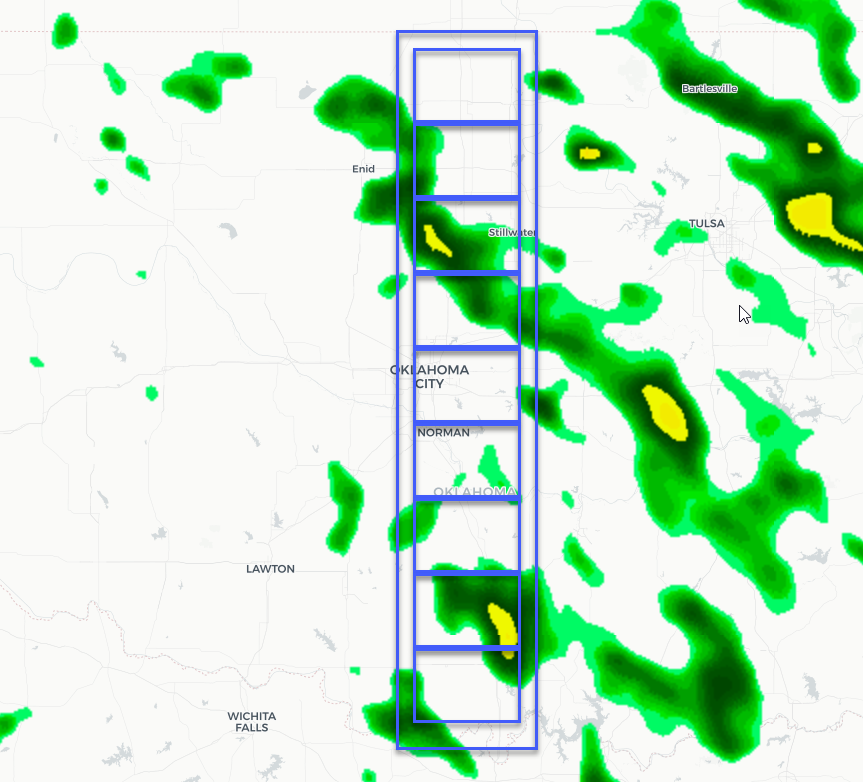 Bartlesville
Enid
TULSA
Stillwater
OKLAHOMA
CITY
NORMAN
OKLAHOMA
LAWTON
WICHITA
FALLS